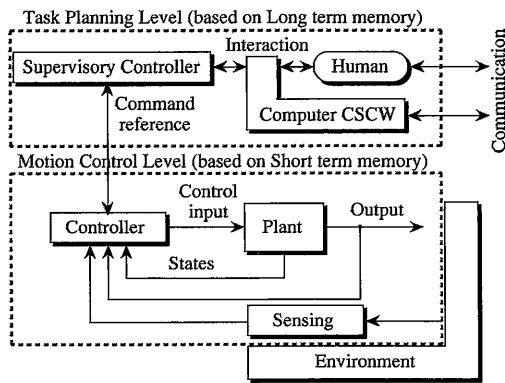 Task Planning Level (based on Long term memory)
Interaction
Supervisory Controller
Human
Command
reference
Computer CSCW
Communication
Motion Control Level (based on Short term memory)
Control
input
Output
Controller
Plant
States
Sensing
Environment